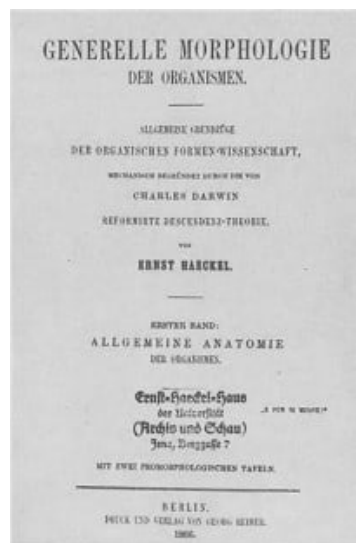 GENERELLE MORPHOLOGIE
DER ORGANISMEN.
ALLGEMEINE GRUNDZÜGE
DER ORGANISCHEN FORMEN-WISSENSCHAFT,
MECHANISCH BEGRÜNDET DURCH DIE VON
CHARLES DARWIN
REFORMIRTE DESCENDENZ-THEORIE,
VON
ERNST HAECKEL.
ERSTER BAND:
ALLGEMEINE ANATOMIE
DER ORGANISMEN.
Ernst-Haeckel-Haus
der Universität
(Archiv und Schau)
Jena, Berggasse 7
MIT ZWEI PROMORPHOLOGISCHEN TAFELN.
BERLIN.
DRUCK UND VERLAG VON GEORG REIMER.
1866.